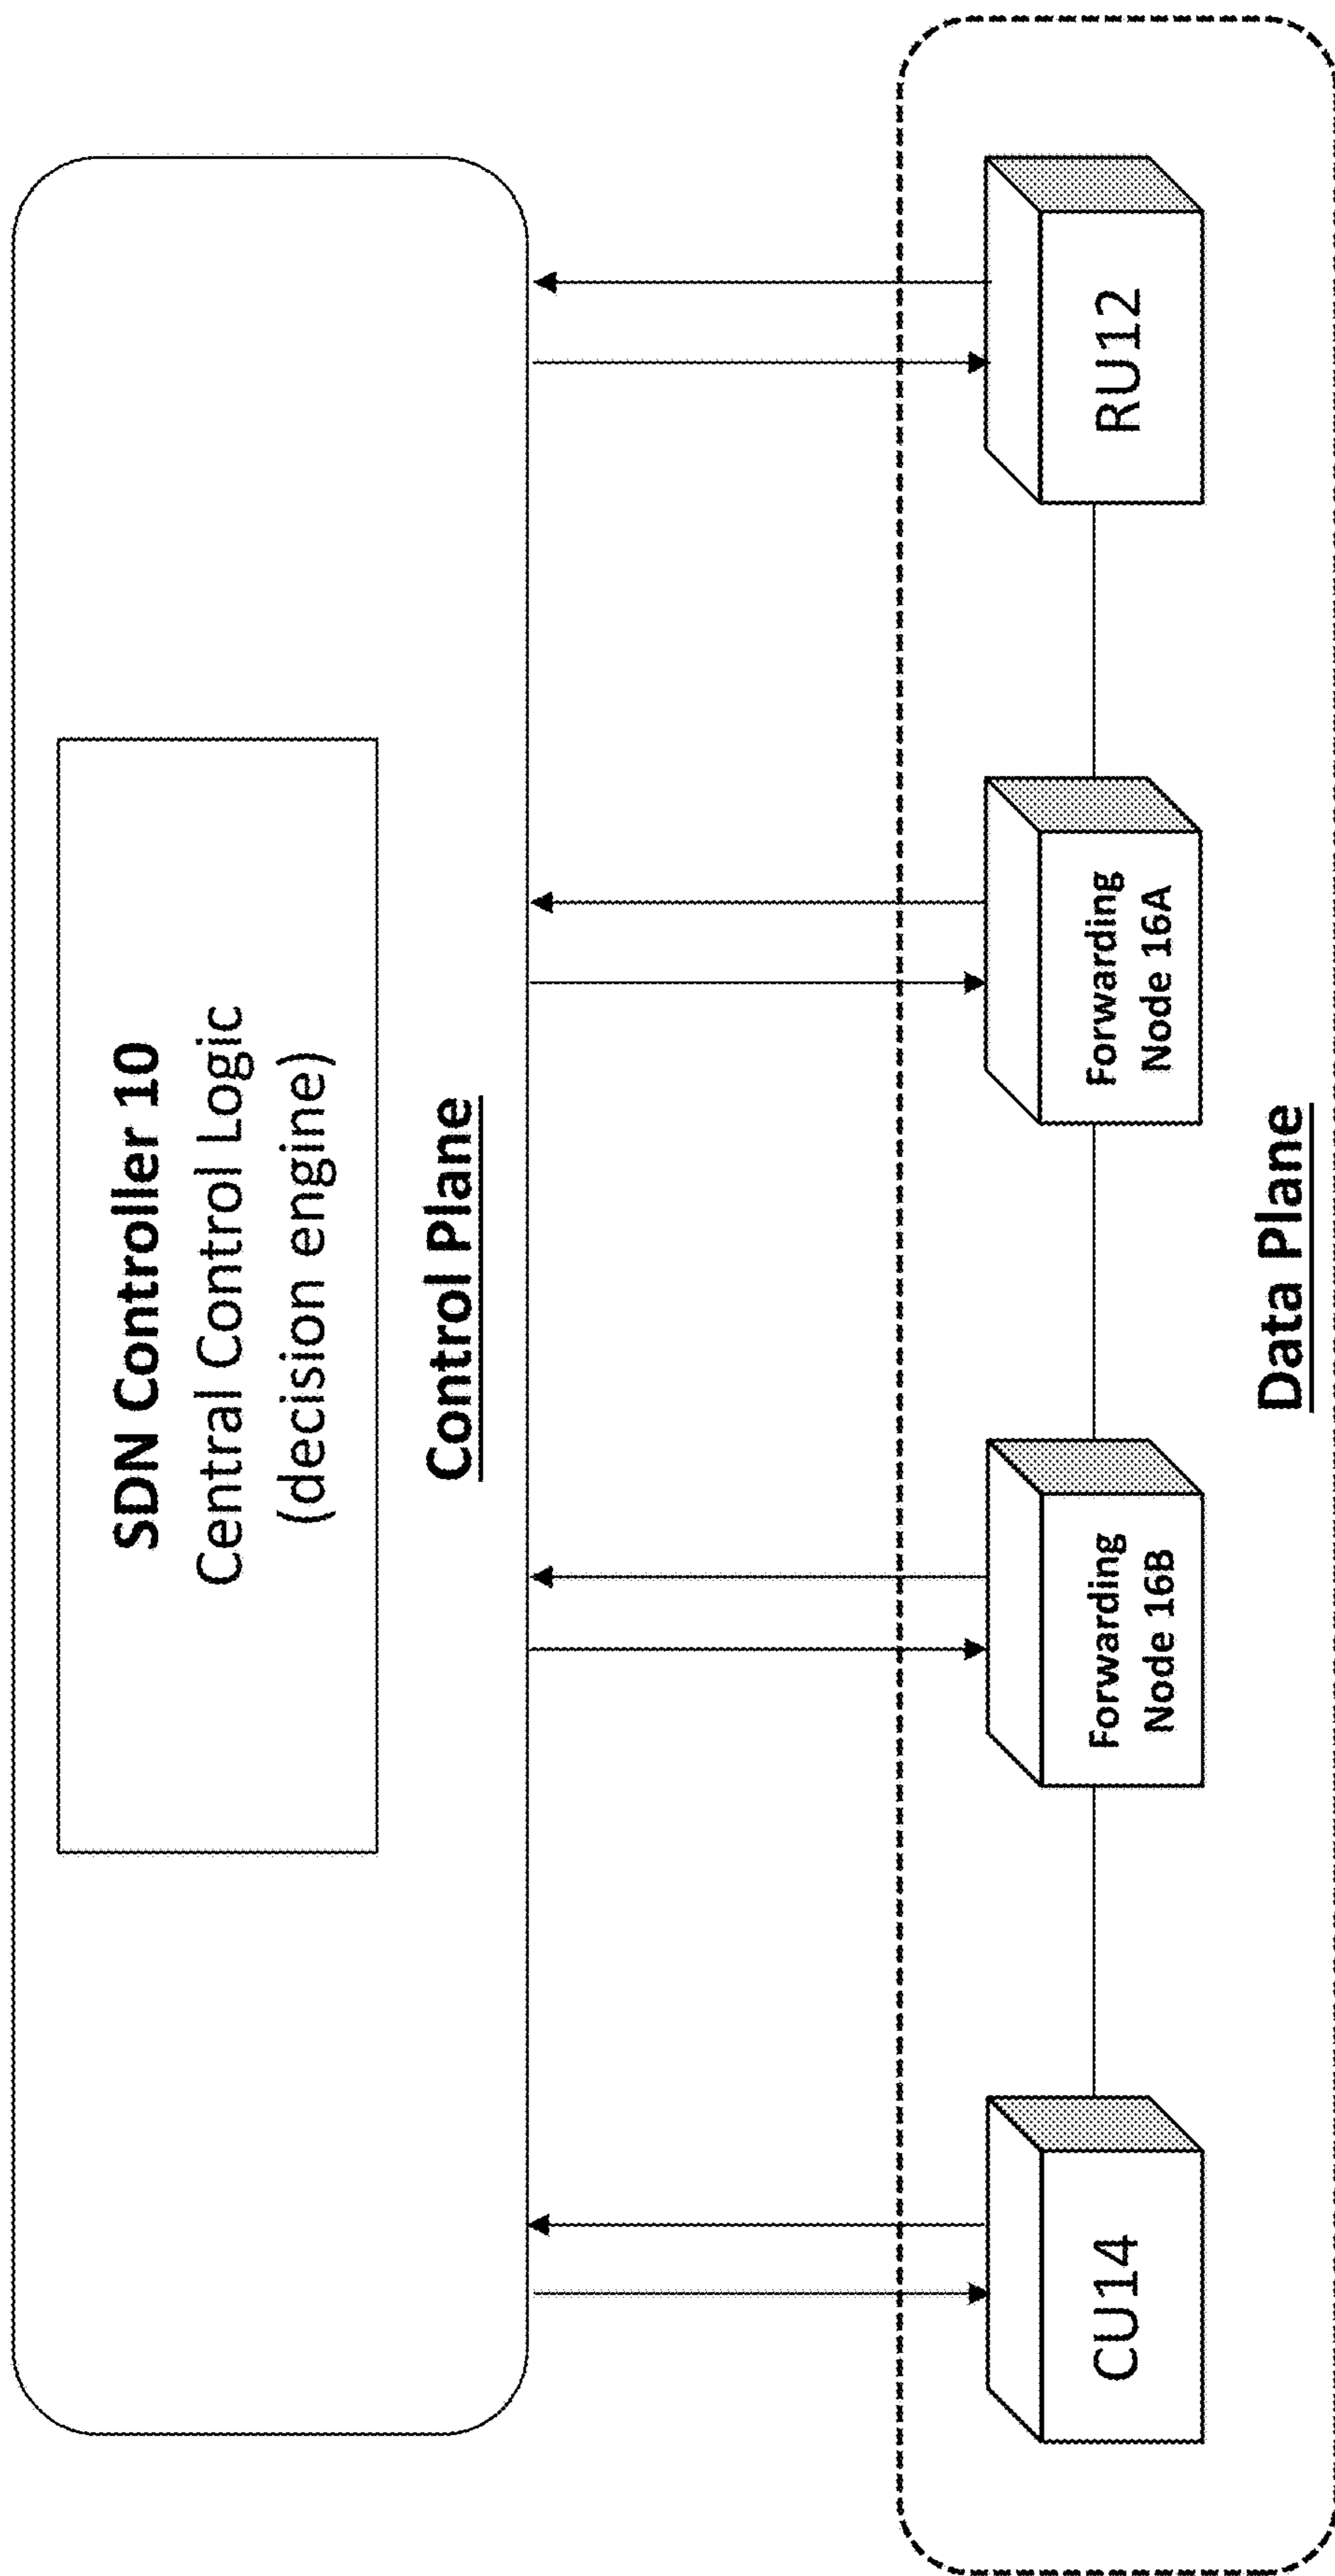 SDN Controller 10
Central Control Logic
(decision engine)
Control Plane
CU14
Forwarding
Node 16B
Forwarding
Node 16A
RU12
Data Plane